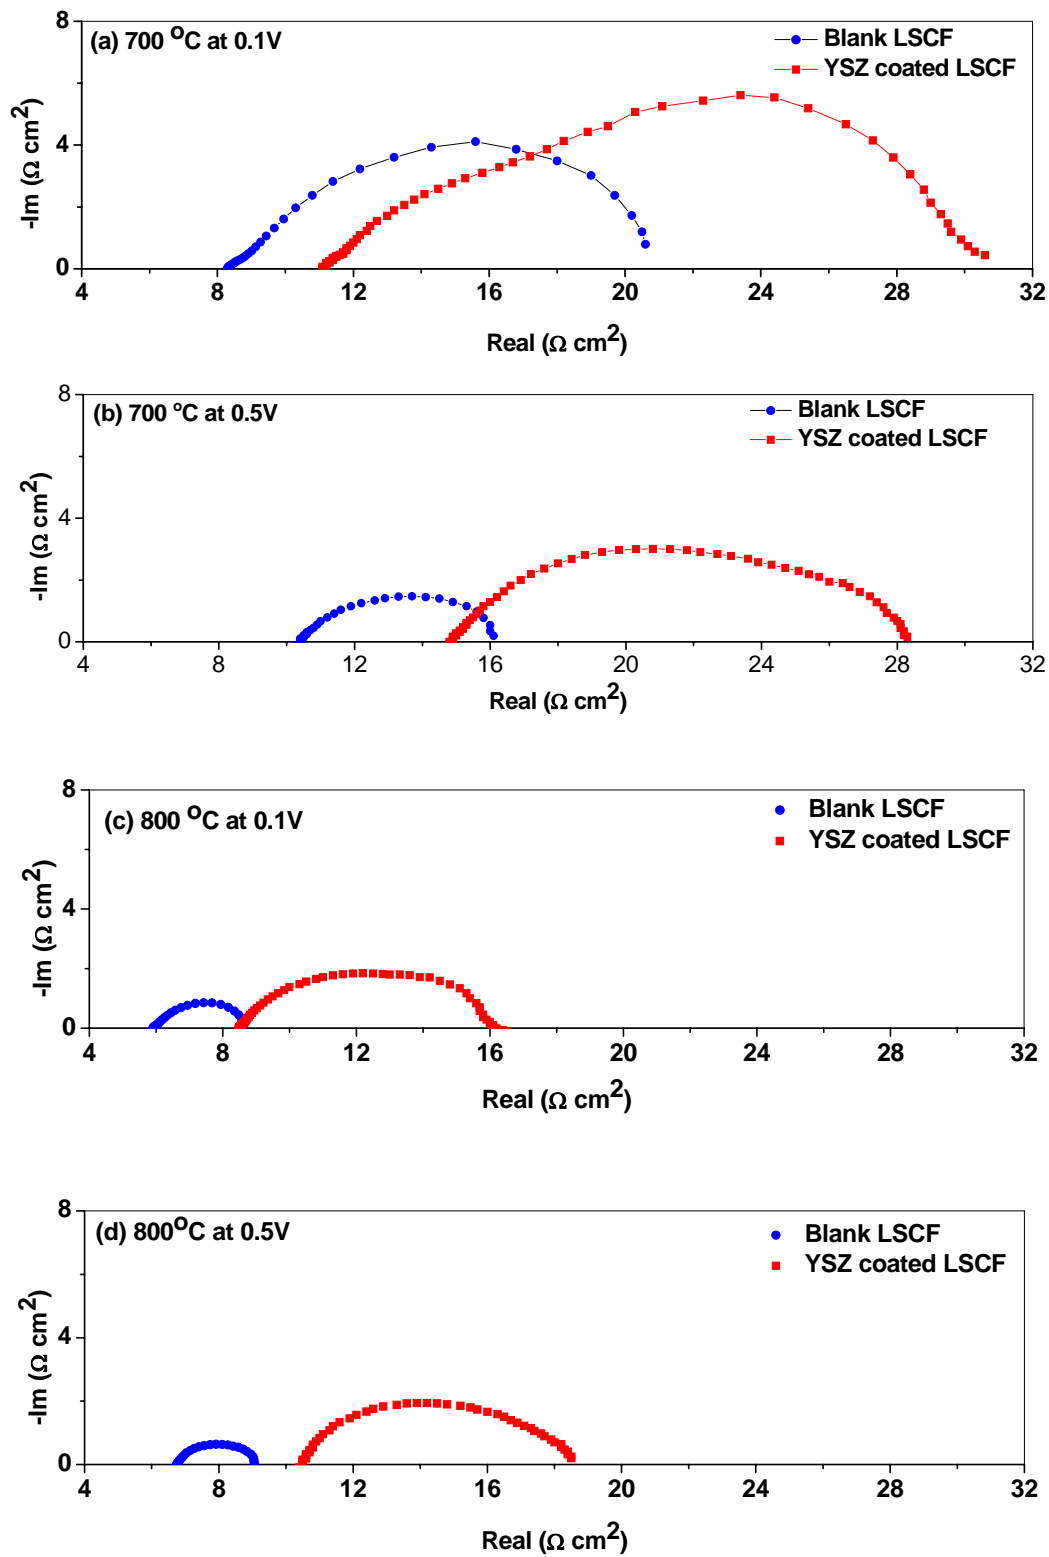 (a) 700 °C at 0.1V
Blank LSCF
YSZ coated LSCF
8
4
0
-Im (Ω cm²)
4 8 12 16 20 24 28 32
Real (Ω cm²)
(b) 700 °C at 0.5V
Blank LSCF
YSZ coated LSCF
8
4
0
-Im (Ω cm²)
4 8 12 16 20 24 28 32
Real (Ω cm²)
(c) 800 °C at 0.1V
Blank LSCF
YSZ coated LSCF
8
4
0
-Im (Ω cm²)
4 8 12 16 20 24 28 32
Real (Ω cm²)
(d) 800°C at 0.5V
Blank LSCF
YSZ coated LSCF
8
4
0
-Im (Ω cm²)
4 8 12 16 20 24 28 32
Real (Ω cm²)